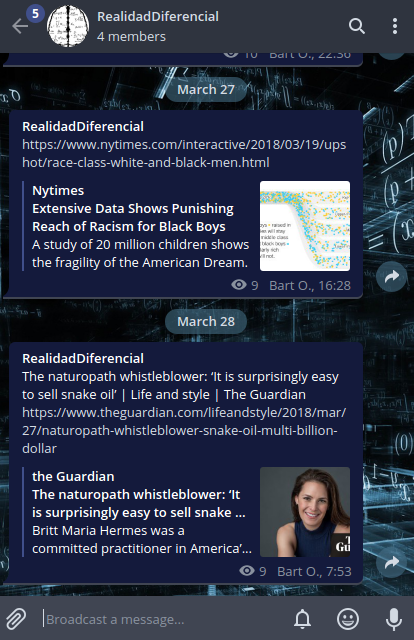 5
RealidadDiferencial
4 members
10 Bart O., 22:36
March 27
RealidadDiferencial
https://www.nytimes.com/interactive/2018/03/19/ups
hot/race-class-white-and-black-men.html
Nytimes
Extensive Data Shows Punishing
Reach of Racism for Black Boys
A study of 20 million children shows
the fragility of the American Dream.
9 Bart O., 16:28
March 28
RealidadDiferencial
The naturopath whistleblower: ‘It is surprisingly easy
to sell snake oil’ | Life and style | The Guardian
https://www.theguardian.com/lifeandstyle/2018/mar/
27/naturopath-whistleblower-snake-oil-multi-billion-
dollar
the Guardian
The naturopath whistleblower: ‘It
is surprisingly easy to sell snake ...
Britt Maria Hermes was a
committed practitioner in America’...
9 Bart O., 7:53
Broadcast a message...